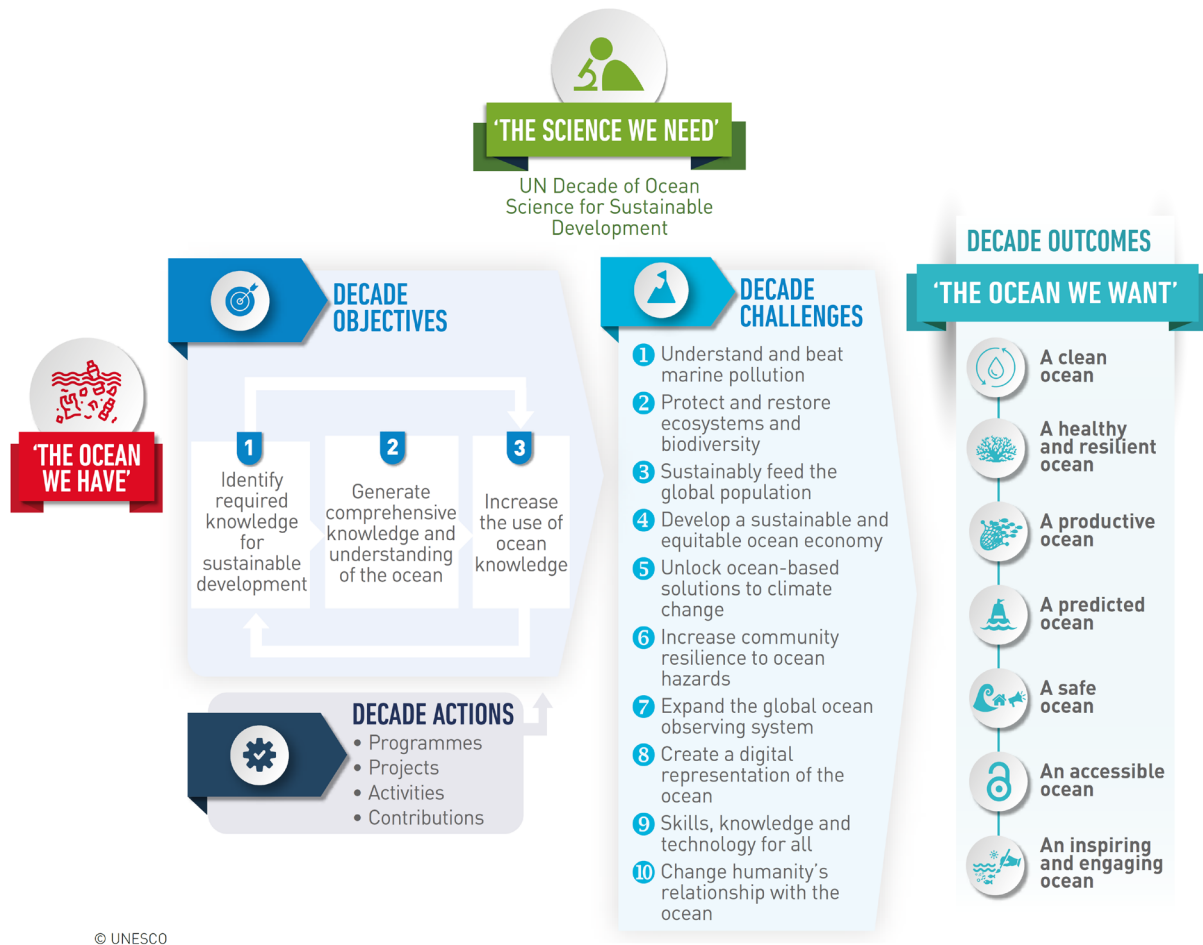 ‘THE SCIENCE WE NEED’
UN Decade of Ocean
Science for Sustainable
Development
‘THE OCEAN
WE HAVE’
DECADE
OBJECTIVES
1
Identify
required
knowledge
for
sustainable
development
2
Generate
comprehensive
knowledge and
understanding
of the ocean
3
Increase
the use of
ocean
knowledge
DECADE ACTIONS
• Programmes
• Projects
• Activities
• Contributions
DECADE
CHALLENGES
1 Understand and beat
marine pollution
2 Protect and restore
ecosystems and
biodiversity
3 Sustainably feed the
global population
4 Develop a sustainable and
equitable ocean economy
5 Unlock ocean-based
solutions to climate
change
6 Increase community
resilience to ocean
hazards
7 Expand the global ocean
observing system
8 Create a digital
representation of the
ocean
9 Skills, knowledge and
technology for all
10 Change humanity’s
relationship with the
ocean
DECADE OUTCOMES
‘THE OCEAN WE WANT’
A clean
ocean
A healthy
and resilient
ocean
A productive
ocean
A predicted
ocean
A safe
ocean
An accessible
ocean
An inspiring
and engaging
ocean
© UNESCO